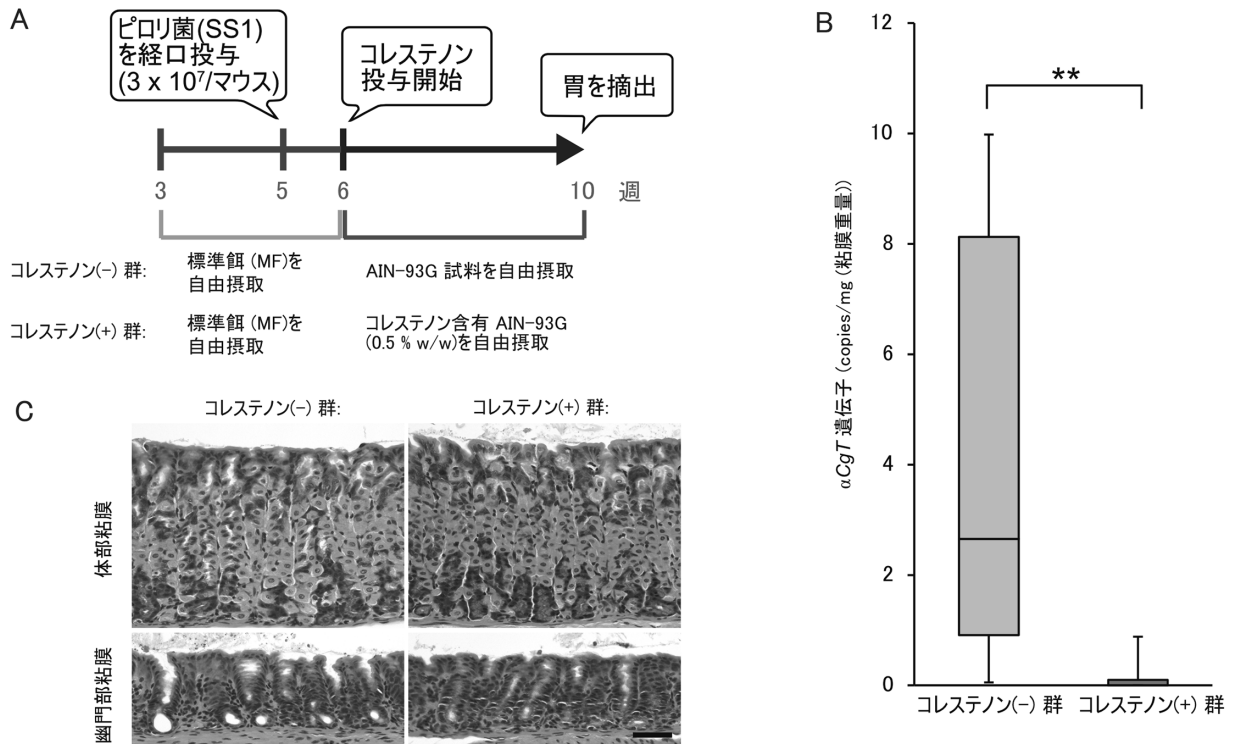 A
ピロリ菌(SS1)
を経口投与
(3 x 10⁷/マウス)
コレステノン
投与開始
胃を摘出
3
5
6
10
週
コレステノン(-) 群:
標準餌 (MF)を
自由摂取
AIN-93G 試料を自由摂取
コレステノン(+) 群:
標準餌 (MF)を
自由摂取
コレステノン含有 AIN-93G
(0.5 % w/w)を自由摂取
B
**
12
10
8
6
4
2
0
αCgT 遺伝子 (copies/mg (粘膜重量))
コレステノン(-) 群
コレステノン(+) 群
C
コレステノン(-) 群:
コレステノン(+) 群:
体部粘膜
幽門部粘膜